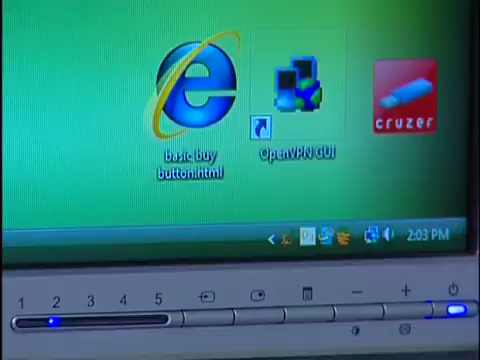 basic buy
button.html
OpenVPN GUI
cruzer
2:03 PM
1 2 3 4 5